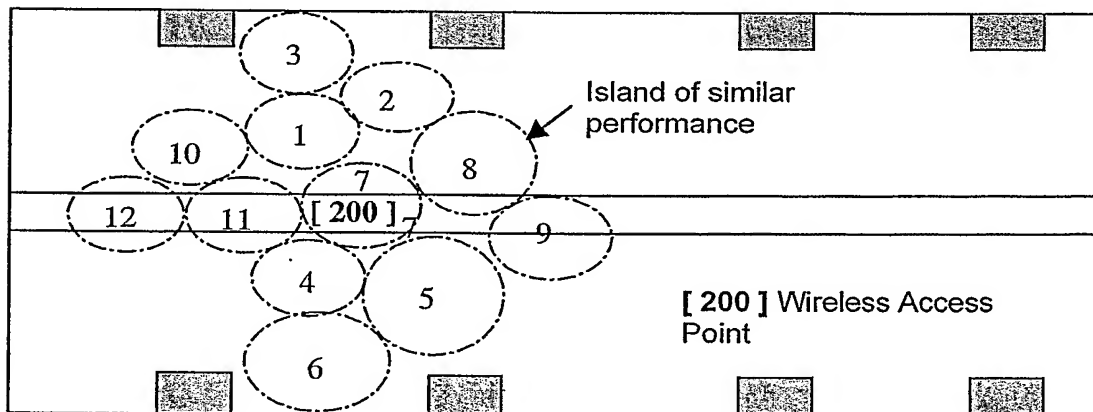 3
2
Island of similar
performance
1
10
7
8
12
11
[ 200 ]
9
4
5
[ 200 ] Wireless Access
Point
6